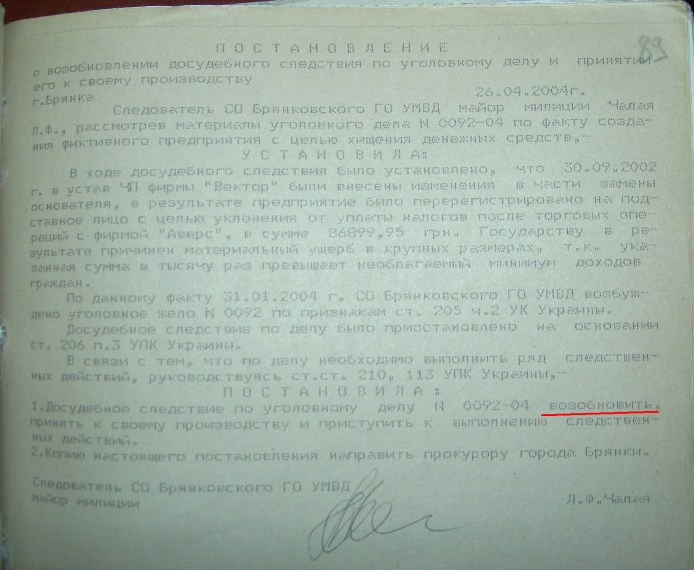 89
ПОСТАНОВЛЕНИЕ
о возобновлении досудебного следствия по уголовному делу и принятии
его к своему производству
г.Брянка 26.04.2004г.
Следователь СО Брянковского ГО УМВД майор милиции Чалая
Л.Ф., рассмотрев материалы уголовного дела N 0092-04 по факту созда-
ния фиктивного предприятия с целью хищения денежных средств,-
УСТАНОВИЛА:
В ходе досудебного следствия было установлено, что 30.09.2002
г. в устав ЧП фирмы "Вектор" были внесены изменения в части замены
основателя, в результате предприятие было перерегистрировано на под-
ставное лицо с целью уклонения от уплаты налогов после торговых опе-
раций с фирмой "Аверс", в сумме 86899,95 грн. Государству в ре-
зультате причинен материальный ущерб в крупных размерах, т.к. ука-
занная сумма в тысячу раз превышает необлагаемый минимум доходов
граждан.
По данному факту 31.01.2004 г. СО Брянковского ГО УМВД возбуж-
дено уголовное жело N 0092 по признакам ст. 205 ч.2 УК Украины.
Досудебное следствие по делу было приостановлено на основании
ст. 206 п.3 УПК Украины.
В связи с тем, что по делу необходимо выполнить ряд следствен-
ных действий, руководствуясь ст.ст. 210, 113 УПК Украины,-
ПОСТАНОВИЛА:
1.Досудебное следствие по уголовному делу N 0092-04 возобновить,
принять к своему производству и приступить к выполнению следствен-
ных действий.
2.Копию настоящего постановления направить прокурору города Брянки.
Следователь СО Брянковского ГО УМВД
майор милиции Л.Ф.Чалая